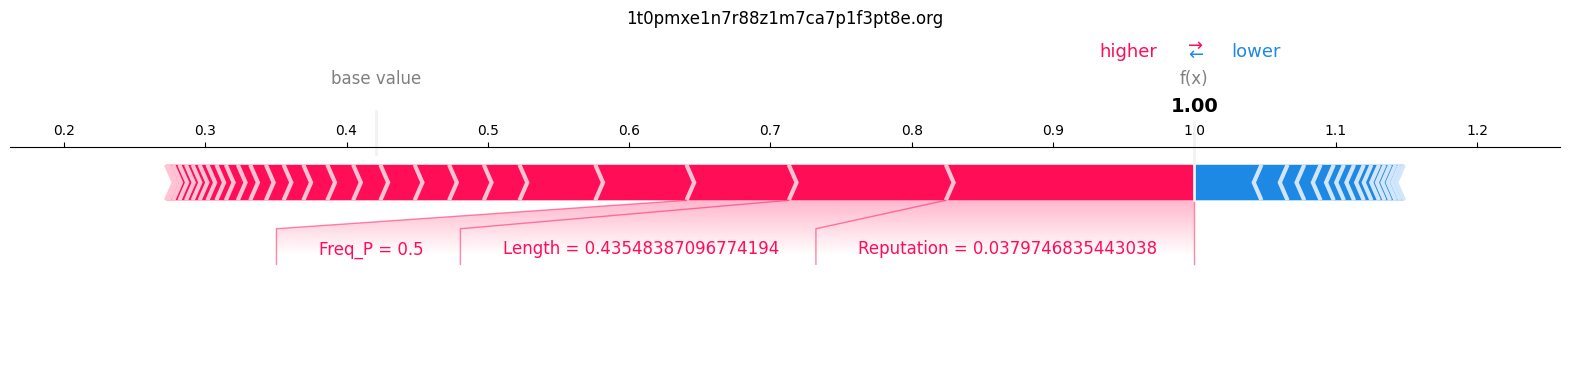 1t0pmxe1n7r88z1m7ca7p1f3pt8e.org
higher ⇄ lower
base value f(x)
1.00
0.2 0.3 0.4 0.5 0.6 0.7 0.8 0.9 1.0 1.1 1.2
Freq_P = 0.5 Length = 0.43548387096774194 Reputation = 0.0379746835443038